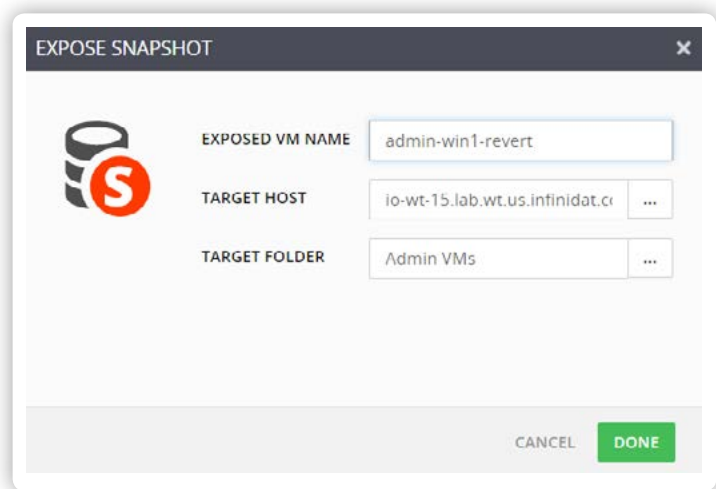 EXPOSE SNAPSHOT ×
S
EXPOSED VM NAME admin-win1-revert
TARGET HOST io-wt-15.lab.wt.us.infinidat.c ...
TARGET FOLDER Admin VMs ...
CANCEL DONE